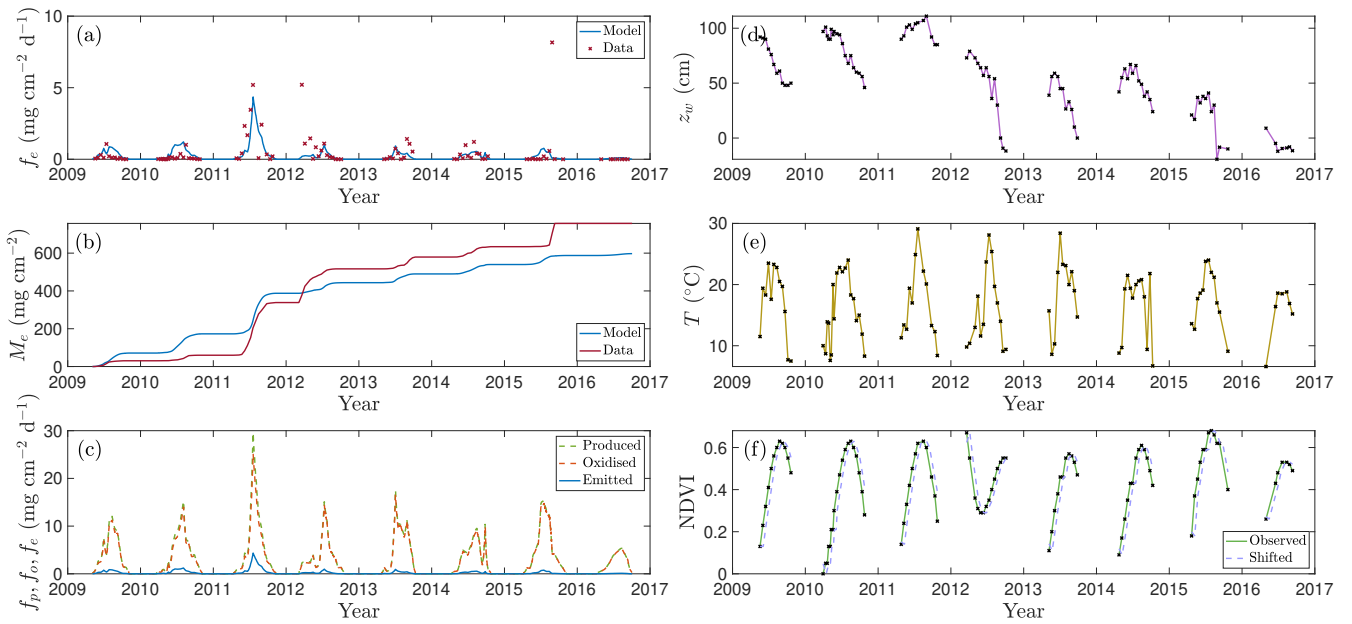 (a)
f_e (mg cm⁻² d⁻¹)
10
5
0
Model
Data
2009 2010 2011 2012 2013 2014 2015 2016 2017
Year
(b)
M_e (mg cm⁻²)
600
400
200
0
Model
Data
2009 2010 2011 2012 2013 2014 2015 2016 2017
Year
(c)
f_p, f_o, f_e (mg cm⁻² d⁻¹)
30
20
10
0
Produced
Oxidised
Emitted
2009 2010 2011 2012 2013 2014 2015 2016 2017
Year
(d)
z_w (cm)
100
50
0
2009 2010 2011 2012 2013 2014 2015 2016 2017
Year
(e)
T (°C)
30
20
10
2009 2010 2011 2012 2013 2014 2015 2016 2017
Year
(f)
NDVI
0.6
0.4
0.2
0
Observed
Shifted
2009 2010 2011 2012 2013 2014 2015 2016 2017
Year